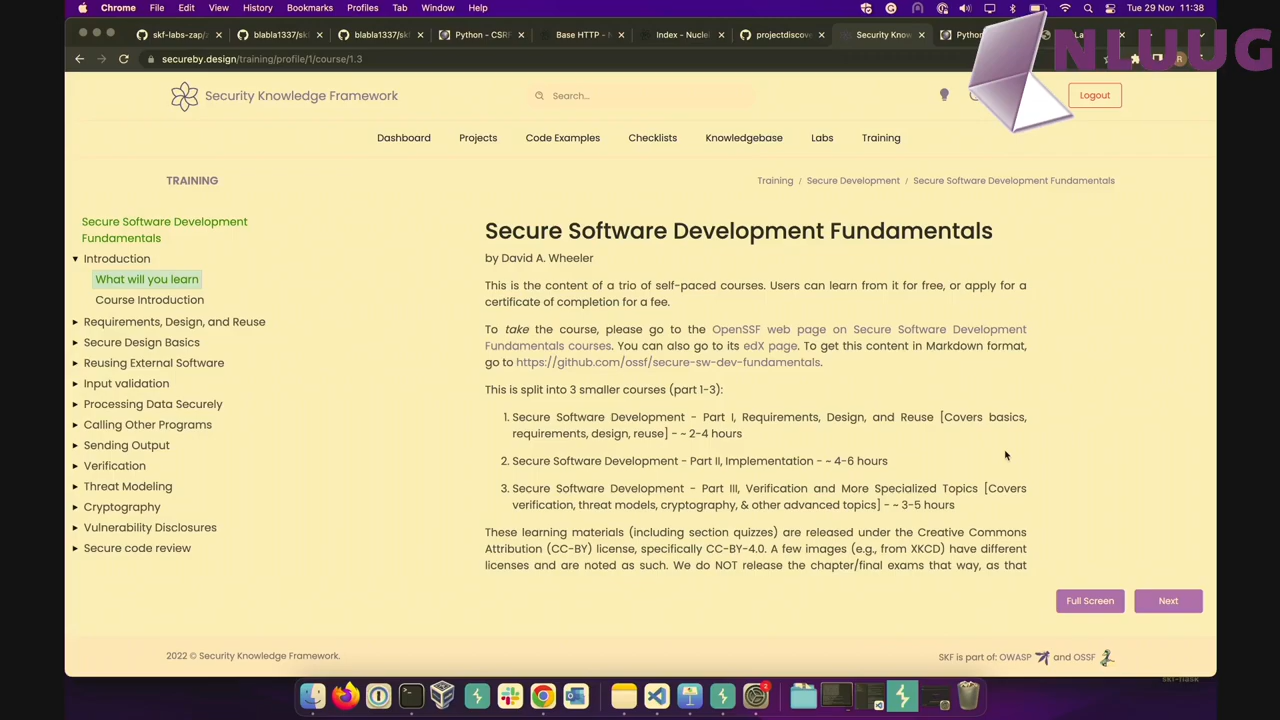 Chrome File Edit View History Bookmarks Profiles Tab Window Help Tue 29 Nov 11:38
skf-labs-zap/z blabla1337/skf blabla1337/skf Python - CSRF Base HTTP - Nuclei Index - Nuclei projectdiscov Security Know Python
secureby.design/training/profile/1/course/1.3
NLUUG
Security Knowledge Framework
Search...
Logout
Dashboard Projects Code Examples Checklists Knowledgebase Labs Training
TRAINING
Training / Secure Development / Secure Software Development Fundamentals
Secure Software Development
Fundamentals
Introduction
What will you learn
Course Introduction
Requirements, Design, and Reuse
Secure Design Basics
Reusing External Software
Input validation
Processing Data Securely
Calling Other Programs
Sending Output
Verification
Threat Modeling
Cryptography
Vulnerability Disclosures
Secure code review
Secure Software Development Fundamentals
by David A. Wheeler
This is the content of a trio of self-paced courses. Users can learn from it for free, or apply for a
certificate of completion for a fee.
To take the course, please go to the OpenSSF web page on Secure Software Development
Fundamentals courses. You can also go to its edX page. To get this content in Markdown format,
go to https://github.com/ossf/secure-sw-dev-fundamentals.
This is split into 3 smaller courses (part 1-3):
1. Secure Software Development - Part I, Requirements, Design, and Reuse [Covers basics,
requirements, design, reuse] - ~ 2-4 hours
2. Secure Software Development - Part II, Implementation - ~ 4-6 hours
3. Secure Software Development - Part III, Verification and More Specialized Topics [Covers
verification, threat models, cryptography, & other advanced topics] - ~ 3-5 hours
These learning materials (including section quizzes) are released under the Creative Commons
Attribution (CC-BY) license, specifically CC-BY-4.0. A few images (e.g., from XKCD) have different
licenses and are noted as such. We do NOT release the chapter/final exams that way, as that
Full Screen Next
2022 © Security Knowledge Framework.
SKF is part of: OWASP and OSSF
skf-flask